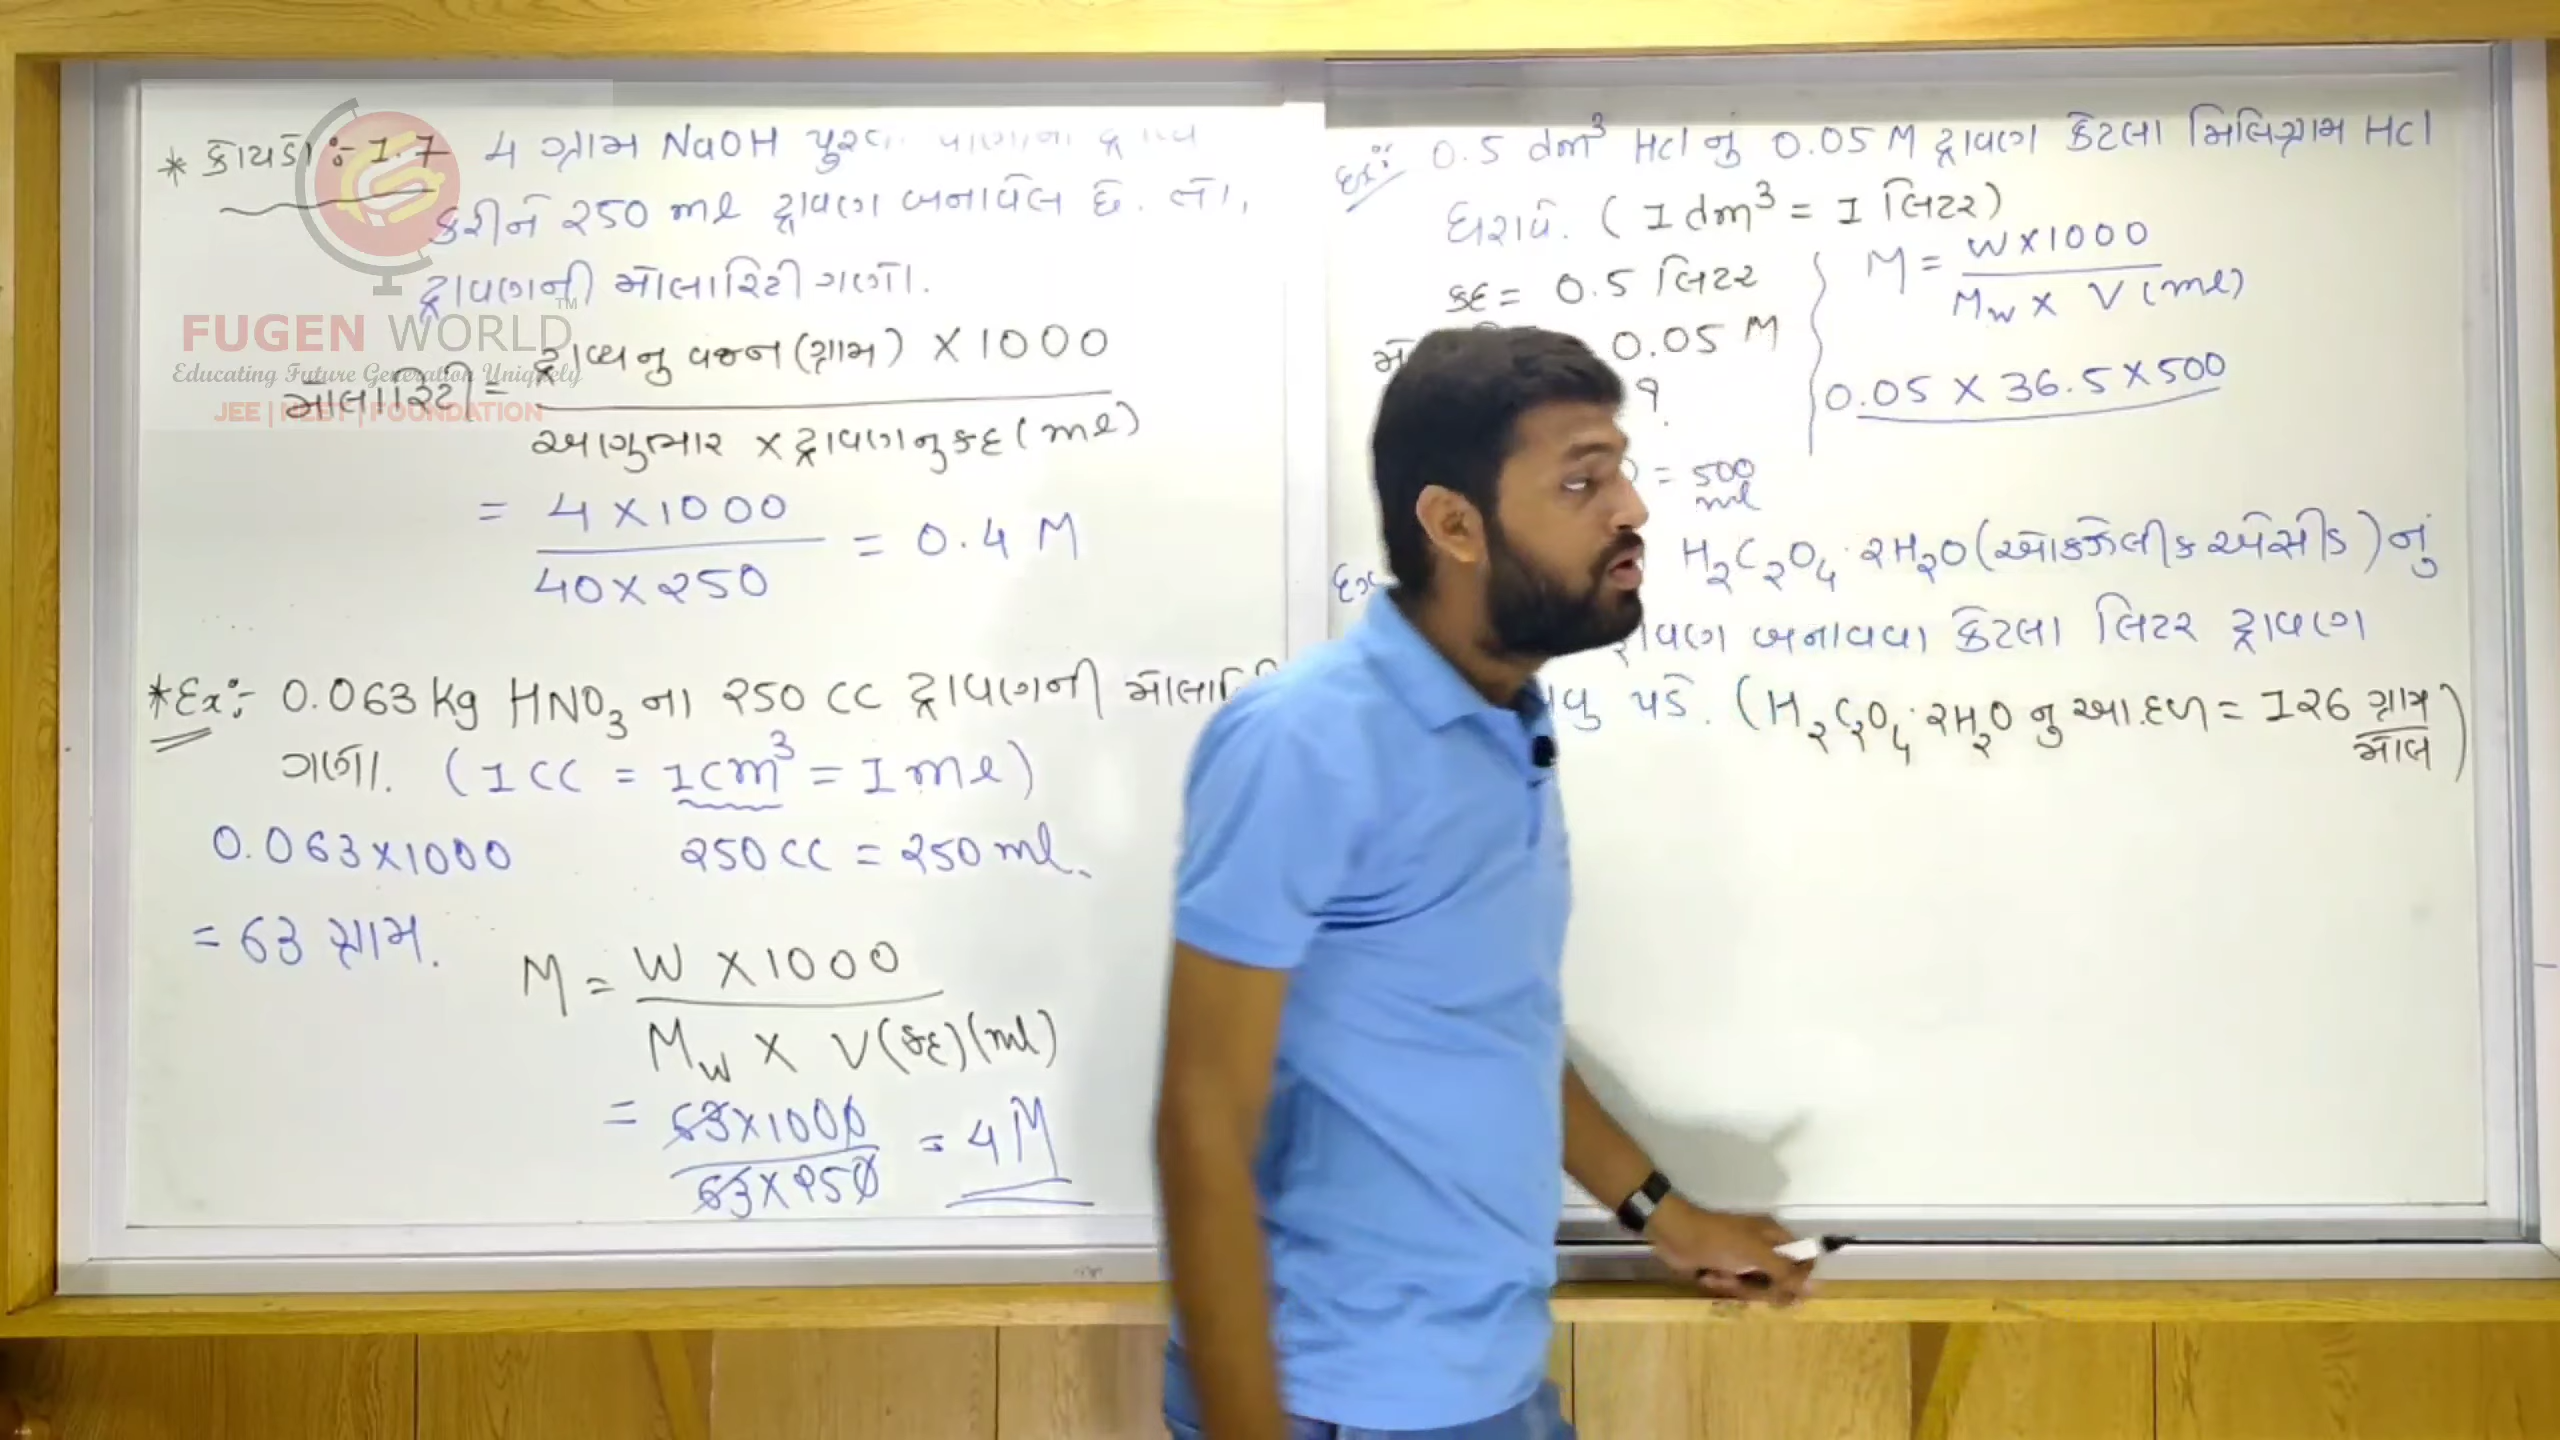 * કોયડો :- 1.7 4 ગ્રામ NaOH
કરીને 250 ml દ્રાવણ બનાવેલ છે. તો,
દ્રાવણની મોલારિટી ગણો.
FUGEN WORLD™
Educating Future Generation Uniquely
JEE | NEET | FOUNDATION
મોલારિટી = દ્રાવ્યનુ વજન (ગ્રામ) X 1000
આણુભાર x દ્રાવણનુ કદ (ml)
= 4 X 1000
40 X 250
= 0.4 M
*Ex:- 0.063 kg HNO₃ ના 250 CC દ્રાવણની
ગણો. (1 CC = 1 cm³ = 1 ml)
0.063 X 1000 250 CC = 250 ml.
= 63 ગ્રામ.
M = W X 1000
Mw X V (કદ) (ml)
= 63 X 1000
63 X 250
= 4 M
Ex:- 0.5 dm³ HCl નુ 0.05 M દ્રાવણ કેટલા મિલિગ્રામ HCl
ધરાવે. (1 dm³ = 1 લિટર)
કદ = 0.5 લિટર
0.05 M
?
= 500 ml
M = W X 1000
Mw X V (ml)
0.05 X 36.5 X 500
H₂C₂O₄·2H₂O (ઓક્ઝેલીક એસીડ) નું
બનાવવા કેટલા લિટર દ્રાવણ
પડે. (H₂C₂O₄·2H₂O નુ આ.દળ = 126 ગ્રામ/મોલ)